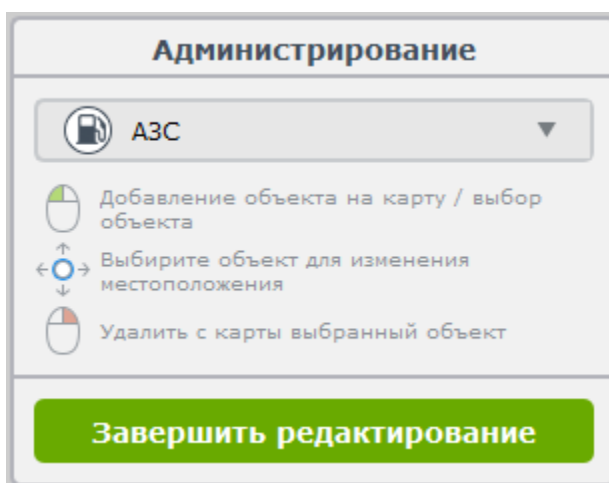 Администрирование
АЗС
Добавление объекта на карту / выбор
объекта
Выбирите объект для изменения
местоположения
Удалить с карты выбранный объект
Завершить редактирование